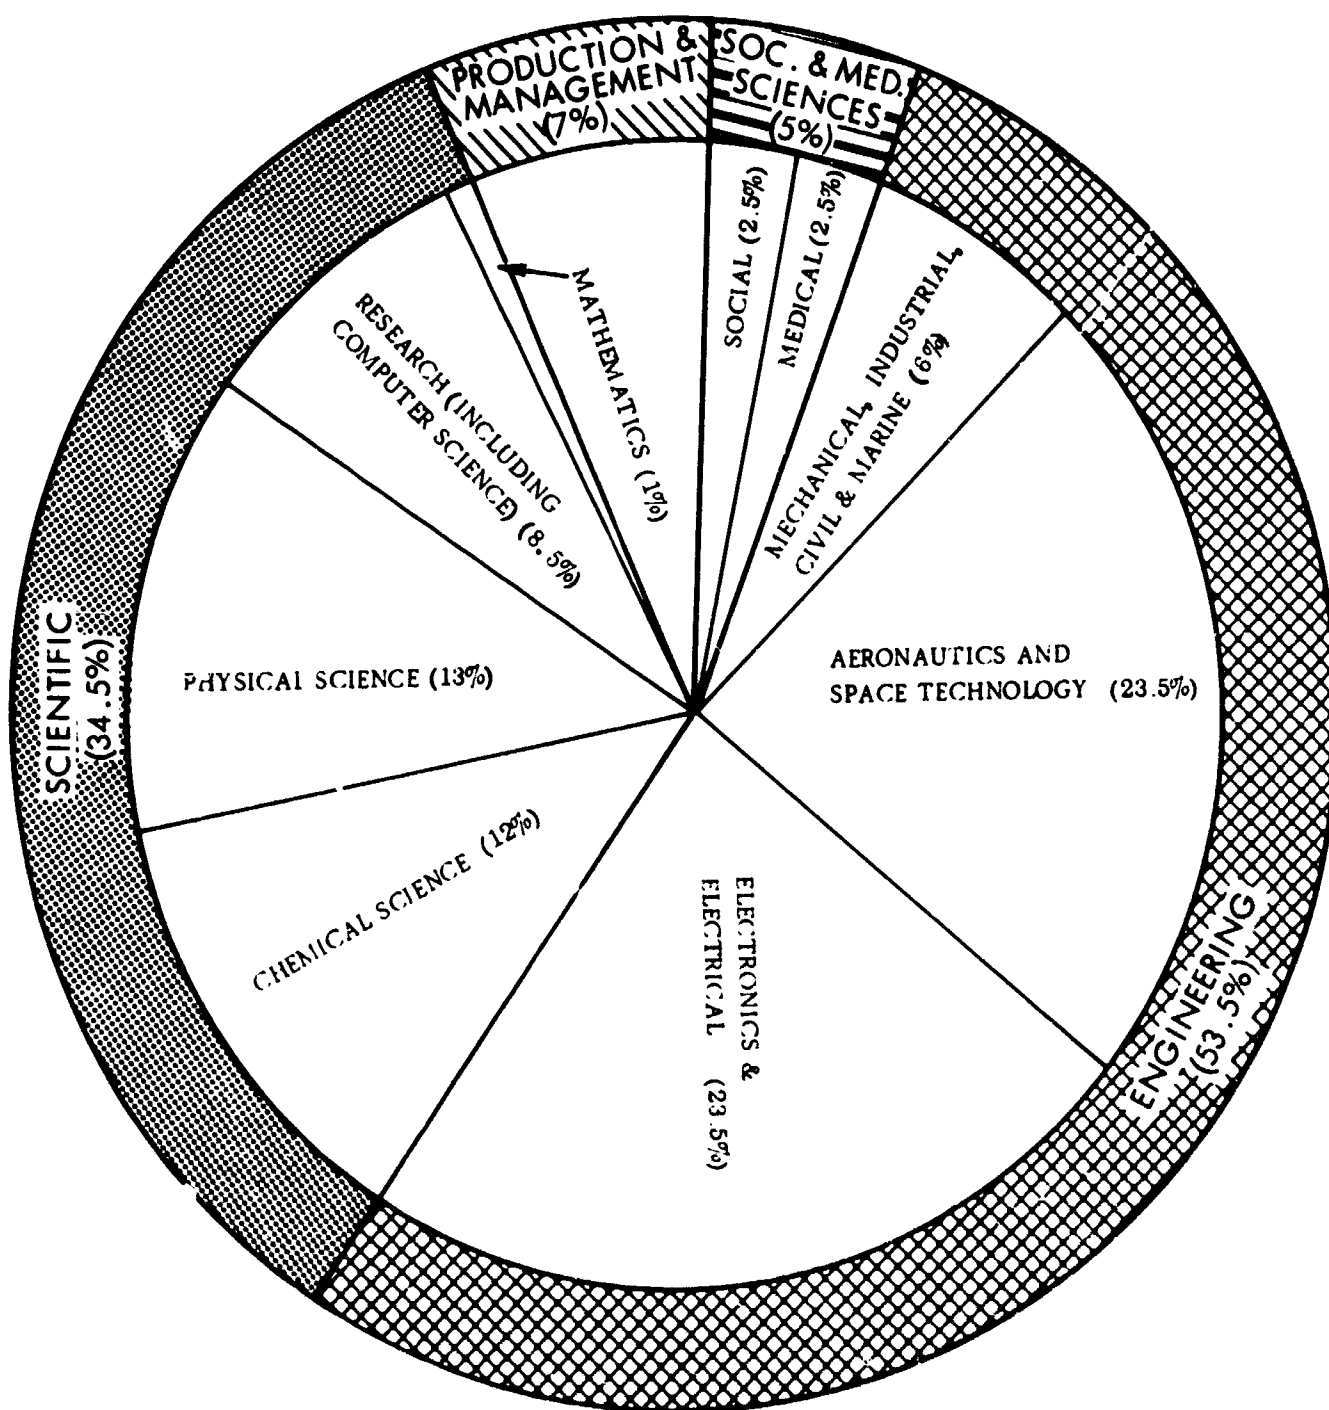 PRODUCTION &
MANAGEMENT
(7%)
SOC. & MED.
SCIENCES
(5%)
SOCIAL (2.5%)
MEDICAL (2.5%)
MECHANICAL, INDUSTRIAL,
CIVIL & MARINE (6%)
MATHEMATICS (1%)
RESEARCH (INCLUDING
COMPUTER SCIENCE) (8.5%)
AERONAUTICS AND
SPACE TECHNOLOGY (23.5%)
PHYSICAL SCIENCE (13%)
SCIENTIFIC
(34.5%)
CHEMICAL SCIENCE (12%)
ELECTRONICS &
ELECTRICAL (23.5%)
ENGINEERING
(53.5%)